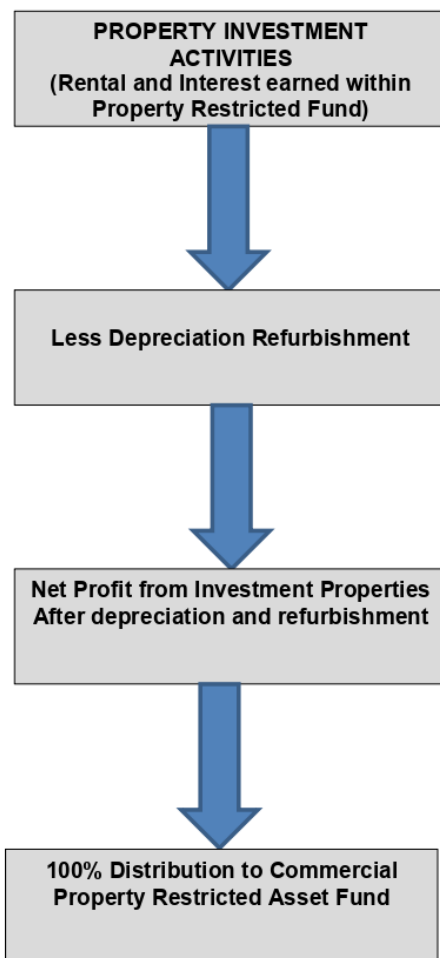 PROPERTY INVESTMENT
ACTIVITIES
(Rental and Interest earned within
Property Restricted Fund)
Less Depreciation Refurbishment
Net Profit from Investment Properties
After depreciation and refurbishment
100% Distribution to Commercial
Property Restricted Asset Fund